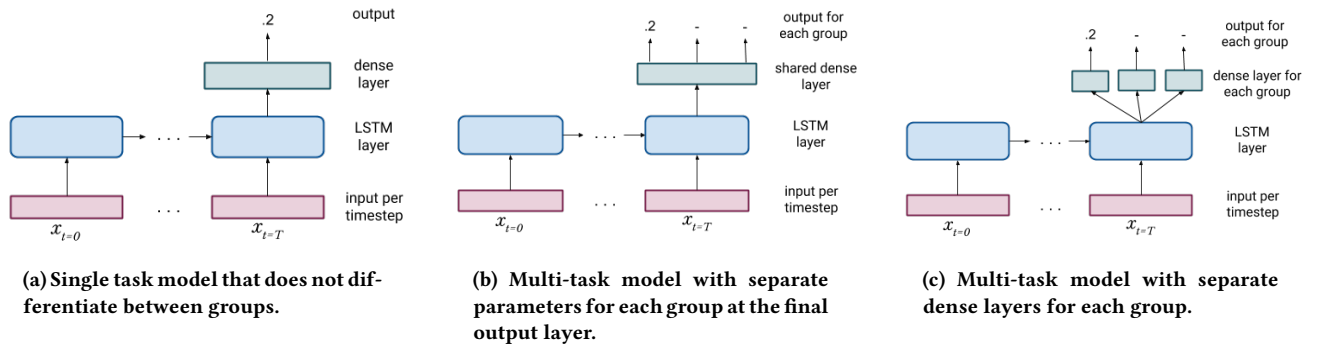 .2
output
dense
layer
. . .
LSTM
layer
. . .
input per
timestep
x_{t=0}
x_{t=T}
(a) Single task model that does not dif-
ferentiate between groups.
output for
each group
.2 - -
shared dense
layer
. . .
LSTM
layer
. . .
input per
timestep
x_{t=0}
x_{t=T}
(b) Multi-task model with separate
parameters for each group at the final
output layer.
output for
each group
.2 - -
dense layer for
each group
. . .
LSTM
layer
. . .
input per
timestep
x_{t=0}
x_{t=T}
(c) Multi-task model with separate
dense layers for each group.